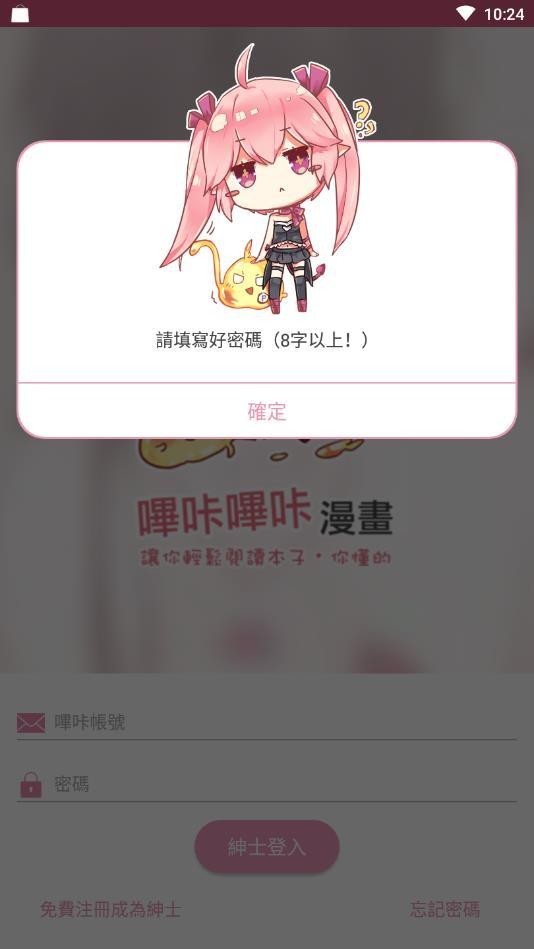 10:24
請填寫好密碼（8字以上！）
確定
嗶咔嗶咔漫畫
讓你輕鬆閱讀本子・你懂的
嗶咔帳號
密碼
紳士登入
免費注冊成為紳士
忘記密碼